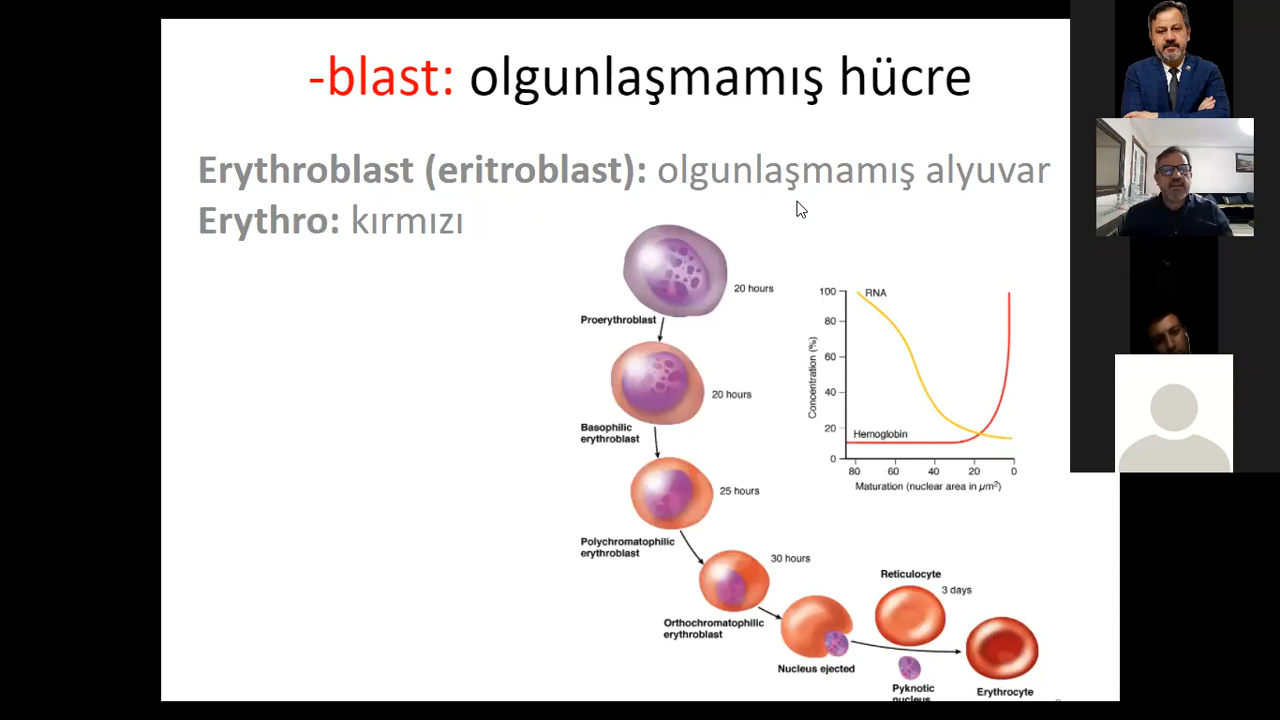 -blast: olgunlaşmamış hücre
Erythroblast (eritroblast): olgunlaşmamış alyuvar
Erythro: kırmızı
20 hours
Proerythroblast
20 hours
Basophilic
erythroblast
25 hours
Polychromatophilic
erythroblast
30 hours
Orthochromatophilic
erythroblast
Nucleus ejected
Reticulocyte
3 days
Pyknotic
nucleus
Erythrocyte
100
80
60
40
20
0
Concentration (%)
RNA
Hemoglobin
80 60 40 20 0
Maturation (nuclear area in µm²)